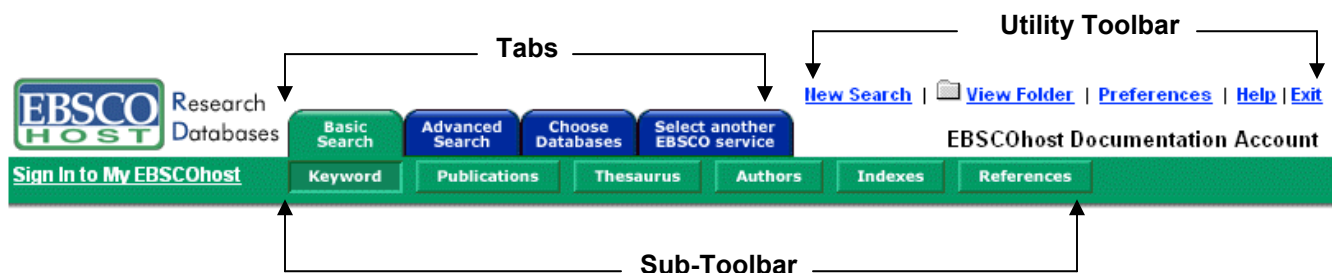 Utility Toolbar
Tabs
New Search | View Folder | Preferences | Help | Exit
EBSCO
HOST
Research
Databases
Basic
Search
Advanced
Search
Choose
Databases
Select another
EBSCO service
EBSCOhost Documentation Account
Sign In to My EBSCOhost
Keyword
Publications
Thesaurus
Authors
Indexes
References
Sub-Toolbar